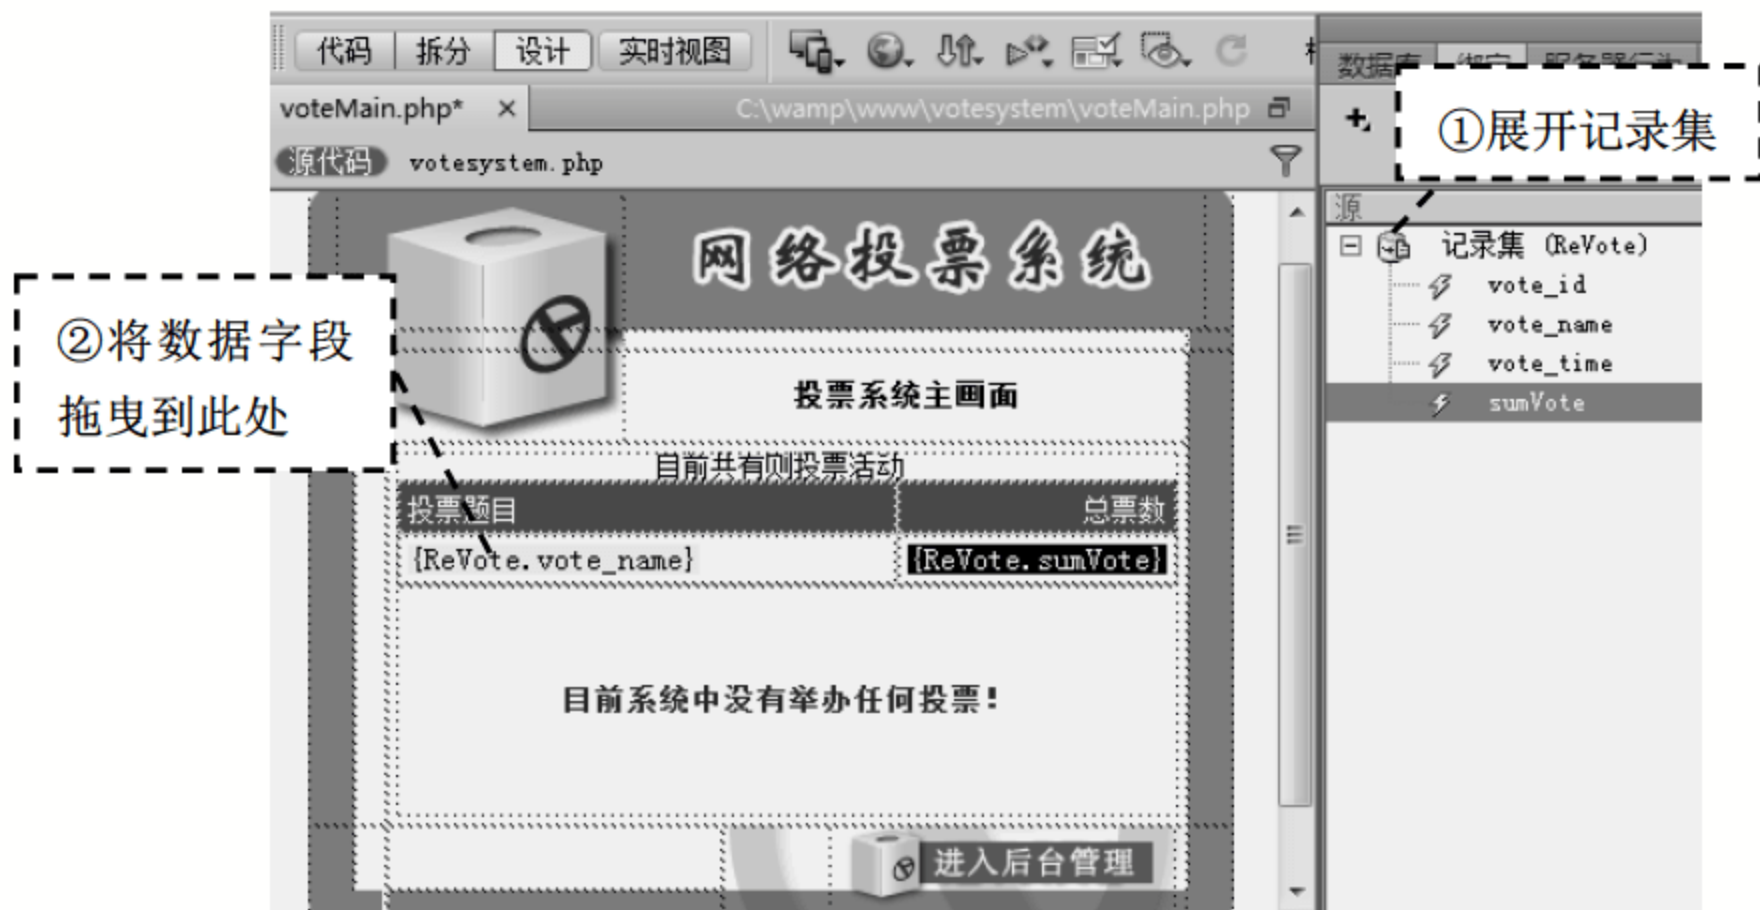 代码 拆分 设计 实时视图
数据库
voteMain.php* × C:\wamp\www\votesystem\voteMain.php
①展开记录集
源代码 votesystem.php
源
网络投票系统
记录集 (ReVote)
vote_id
vote_name
vote_time
sumVote
②将数据字段
拖曳到此处
投票系统主画面
目前共有则投票活动
投票题目 总票数
{ReVote.vote_name} {ReVote.sumVote}
目前系统中没有举办任何投票!
进入后台管理